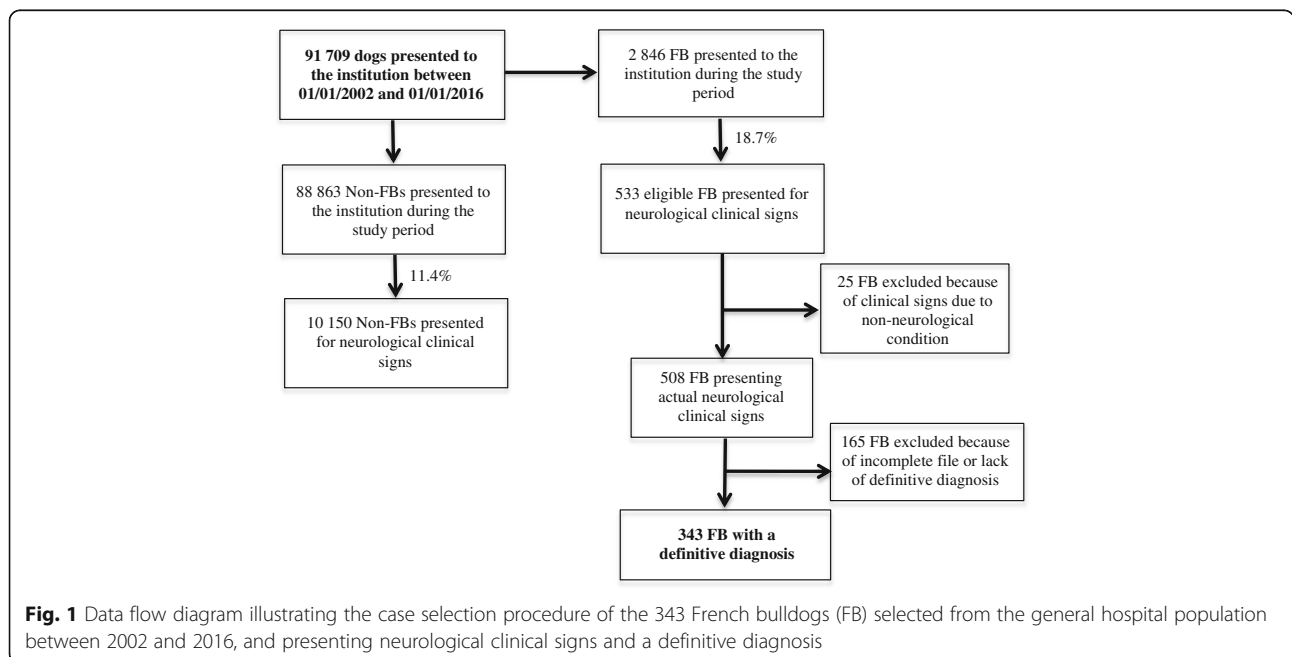 91 709 dogs presented to
the institution between
01/01/2002 and 01/01/2016
2 846 FB presented to the
institution during the study
period
18.7%
88 863 Non-FBs presented to
the institution during the
study period
533 eligible FB presented for
neurological clinical signs
11.4%
25 FB excluded because
of clinical signs due to
non-neurological
condition
10 150 Non-FBs presented
for neurological clinical
signs
508 FB presenting
actual neurological
clinical signs
165 FB excluded because
of incomplete file or lack
of definitive diagnosis
343 FB with a
definitive diagnosis
Fig. 1 Data flow diagram illustrating the case selection procedure of the 343 French bulldogs (FB) selected from the general hospital population
between 2002 and 2016, and presenting neurological clinical signs and a definitive diagnosis